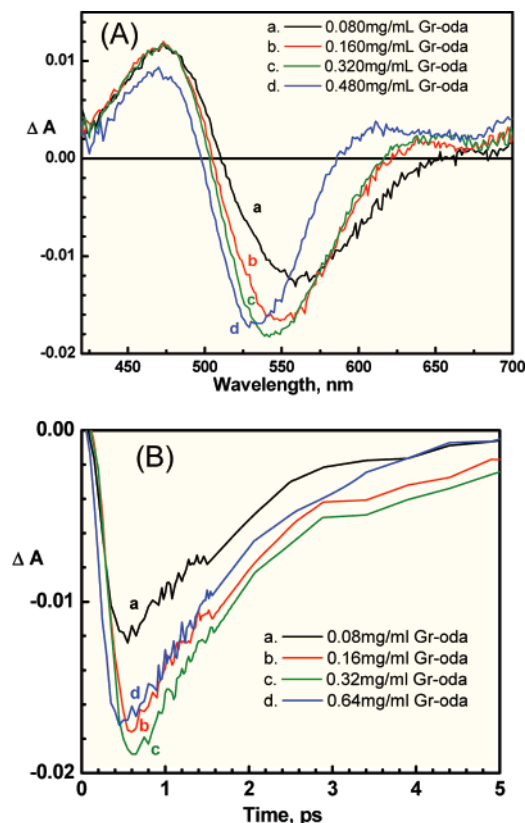 (A)
a. 0.080mg/mL Gr-oda
b. 0.160mg/mL Gr-oda
c. 0.320mg/mL Gr-oda
d. 0.480mg/mL Gr-oda
0.01
Δ A
0.00
-0.01
-0.02
a
b
c
d
450 500 550 600 650 700
Wavelength, nm
(B)
0.00
Δ A
-0.01
-0.02
a
d
b
c
a. 0.08mg/ml Gr-oda
b. 0.16mg/ml Gr-oda
c. 0.32mg/ml Gr-oda
d. 0.64mg/ml Gr-oda
0 1 2 3 4 5
Time, ps